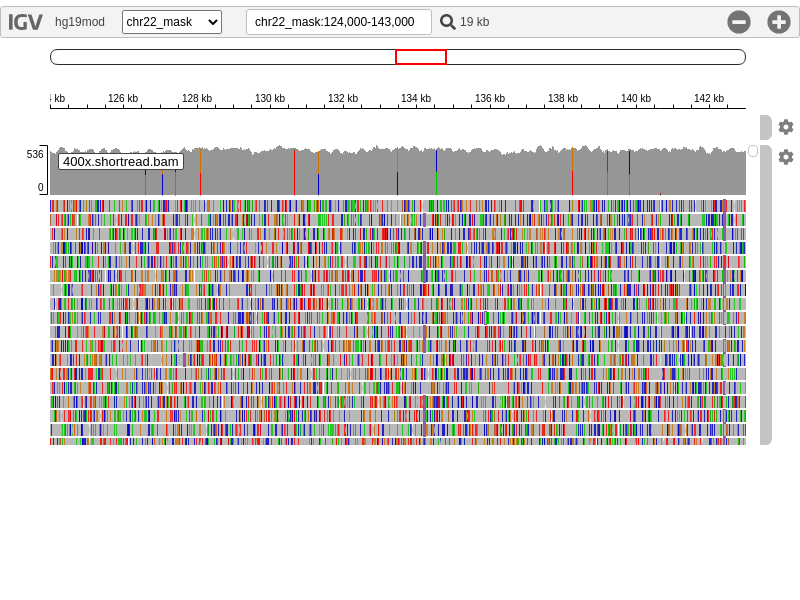 IGV hg19mod chr22_mask chr22_mask:124,000-143,000 19 kb
kb 126 kb 128 kb 130 kb 132 kb 134 kb 136 kb 138 kb 140 kb 142 kb
536
400x.shortread.bam
0